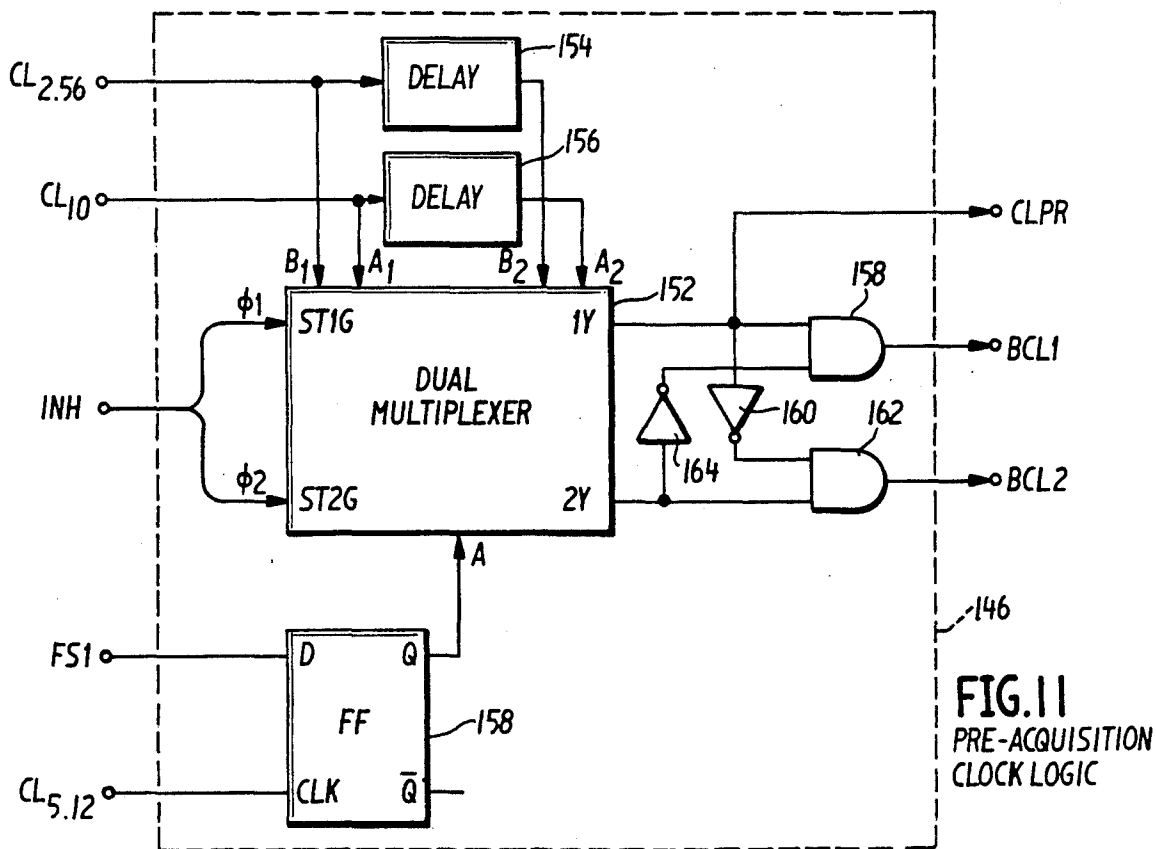 CL2.56
DELAY
154
CL10
DELAY
156
B1
A1
B2
A2
CLPR
152
158
φ1
ST1G
1Y
BCL1
DUAL
MULTIPLEXER
INH
160
162
164
φ2
ST2G
2Y
BCL2
A
146
FS1
D
Q
FF
158
CL5.12
CLK
Q̅
FIG.11
PRE-ACQUISITION
CLOCK LOGIC